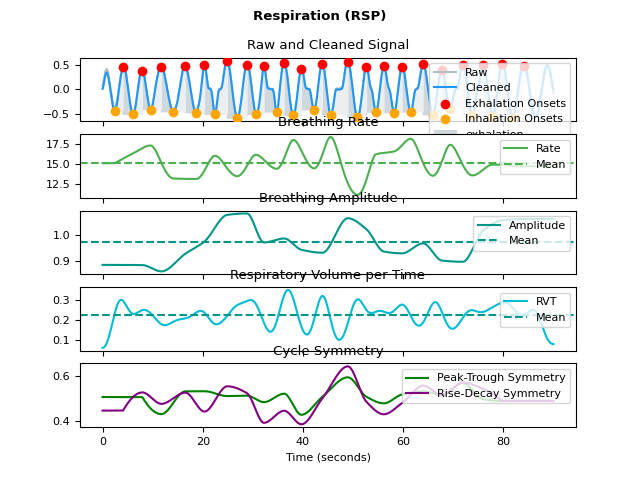 Respiration (RSP)
Raw and Cleaned Signal
0.5
0.0
−0.5
Raw
Cleaned
Exhalation Onsets
Inhalation Onsets
exhalation
Breathing Rate
17.5
15.0
12.5
Rate
Mean
Breathing Amplitude
1.0
0.9
Amplitude
Mean
Respiratory Volume per Time
0.3
0.2
0.1
RVT
Mean
Cycle Symmetry
0.6
0.4
Peak-Trough Symmetry
Rise-Decay Symmetry
0 20 40 60 80
Time (seconds)